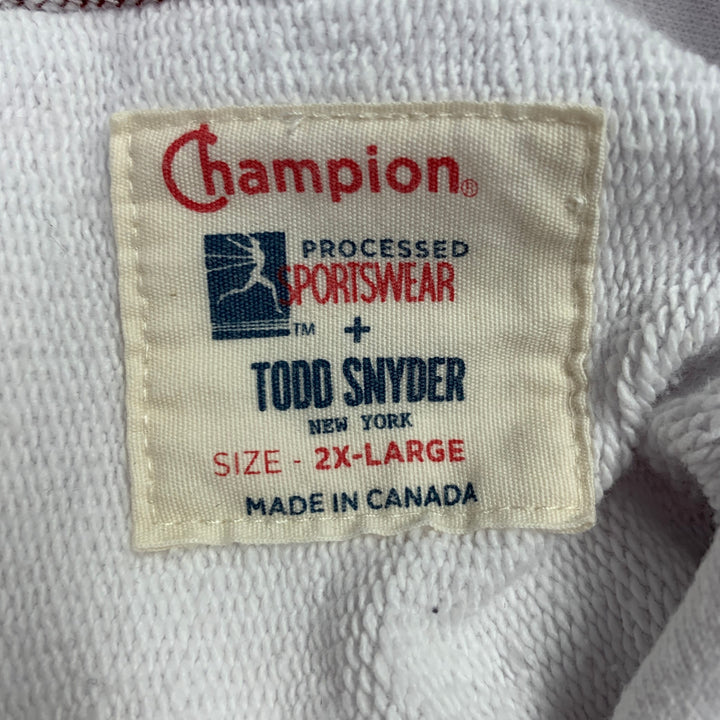 Champion®
PROCESSED
SPORTSWEAR
™ +
TODD SNYDER
NEW YORK
SIZE - 2X-LARGE
MADE IN CANADA